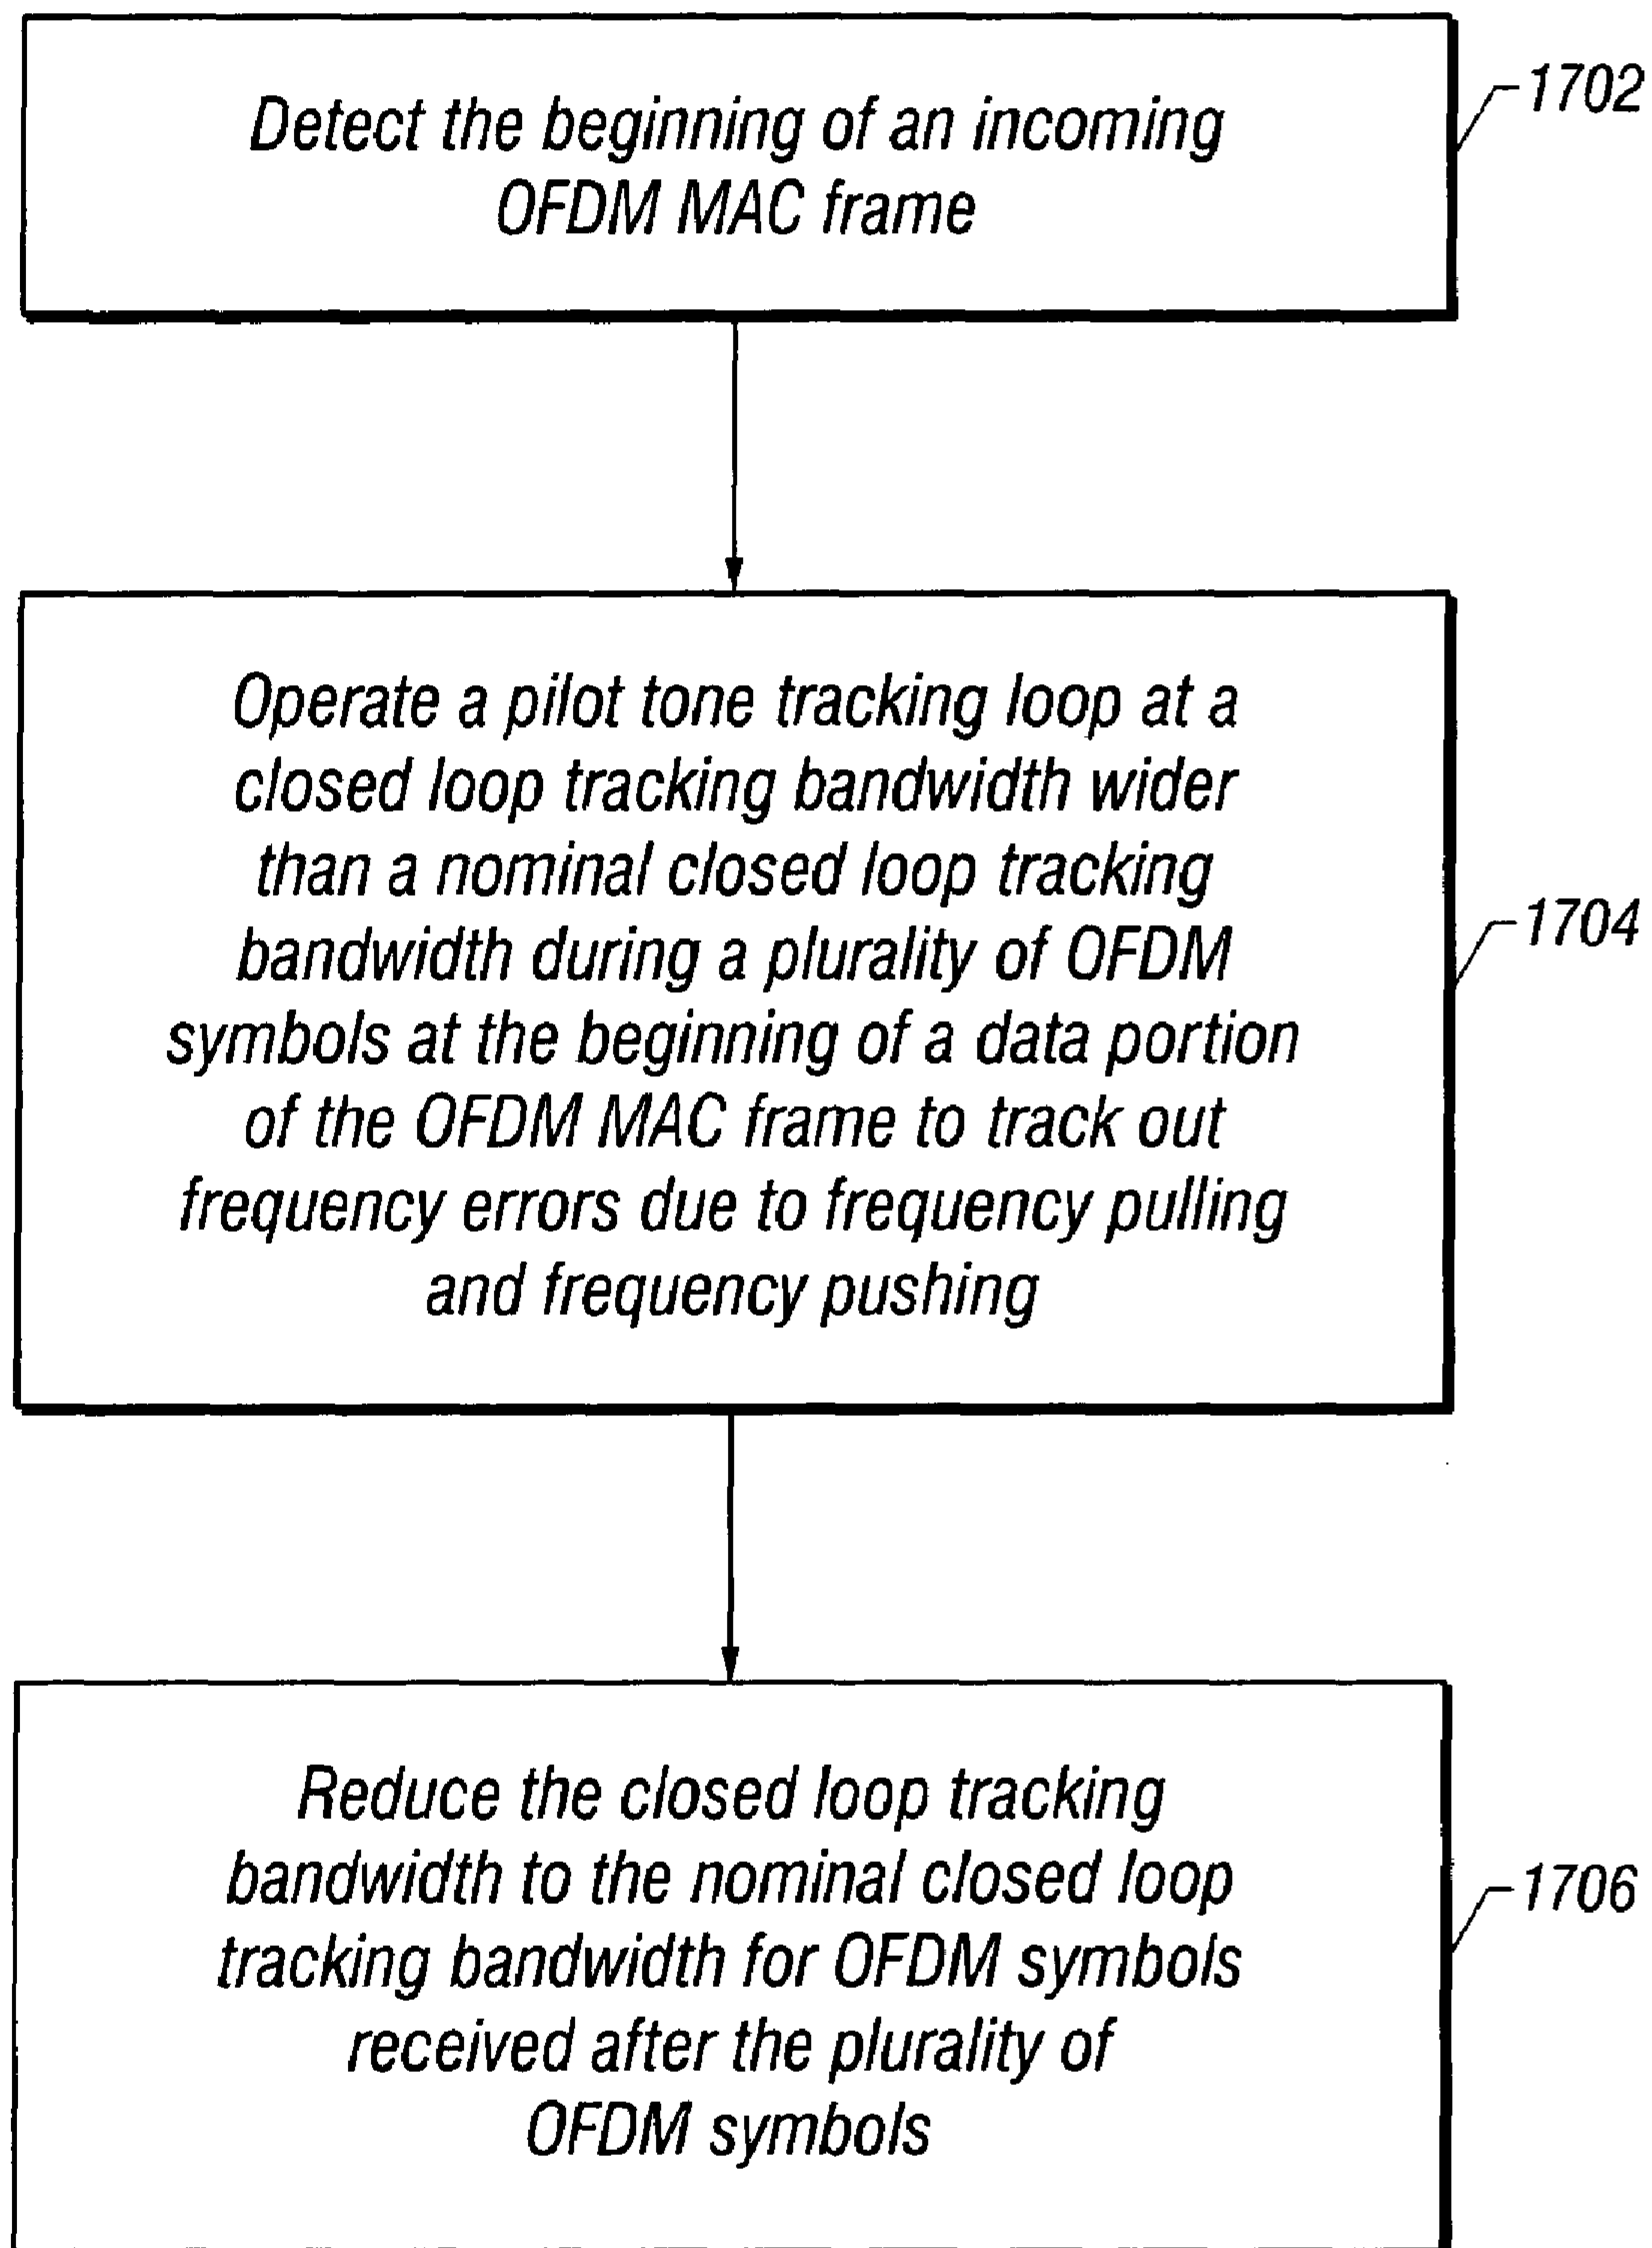 Detect the beginning of an incoming
OFDM MAC frame
1702
Operate a pilot tone tracking loop at a
closed loop tracking bandwidth wider
than a nominal closed loop tracking
bandwidth during a plurality of OFDM
symbols at the beginning of a data portion
of the OFDM MAC frame to track out
frequency errors due to frequency pulling
and frequency pushing
1704
Reduce the closed loop tracking
bandwidth to the nominal closed loop
tracking bandwidth for OFDM symbols
received after the plurality of
OFDM symbols
1706